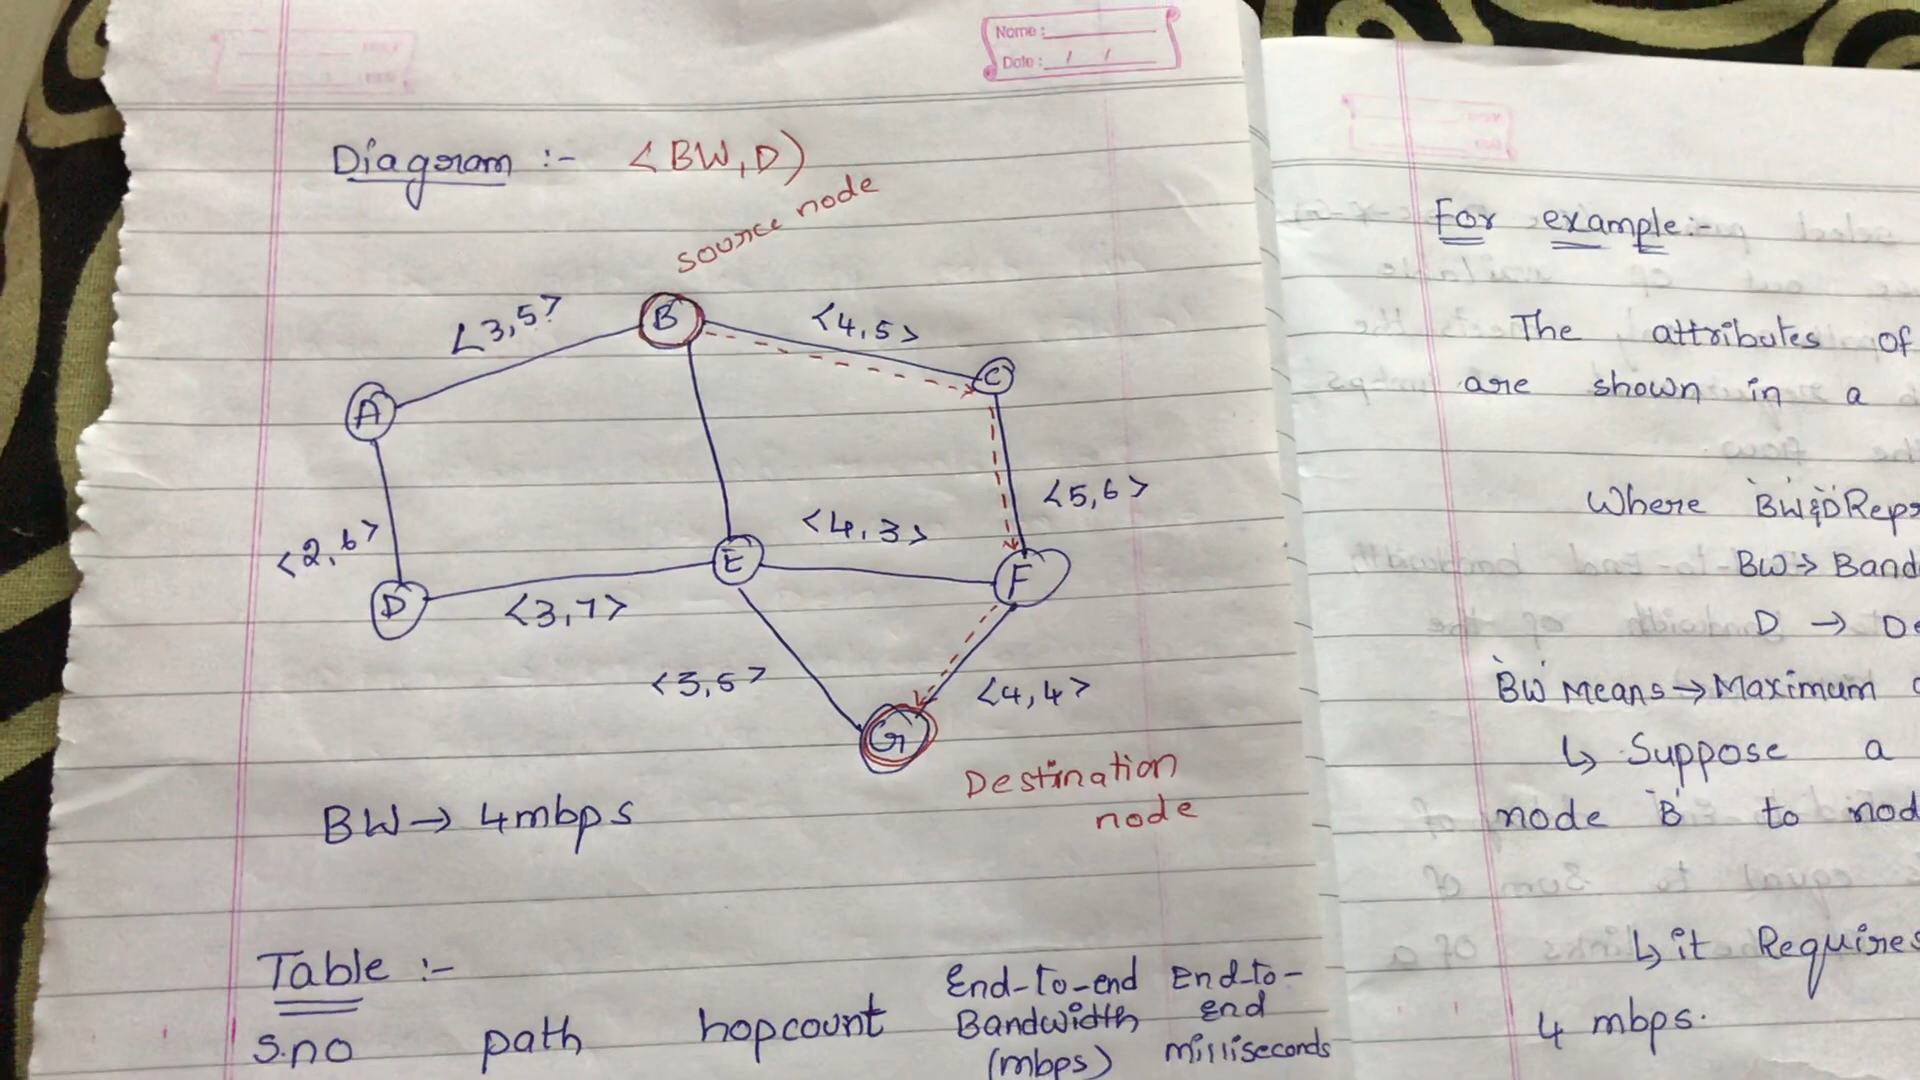 Name :
Date : / /
Diagram :- <BW,D)
source node
B
<3,5>
<4,5>
C
A
<5,6>
<4,3>
<2,6>
E
F
D
<3,7>
<3,5>
<4,4>
G
Destination
node
BW→ 4mbps
Table :-
s.no path hopcount End-to-end Bandwidth (mbps) End-to-end milliseconds
For example:-
The attributes of
are shown in a
Where 'BW'&'D'
BW→
D →
'BW' Means→Maximum
↳ Suppose a
node 'B' to
↳ it Requires
4 mbps.